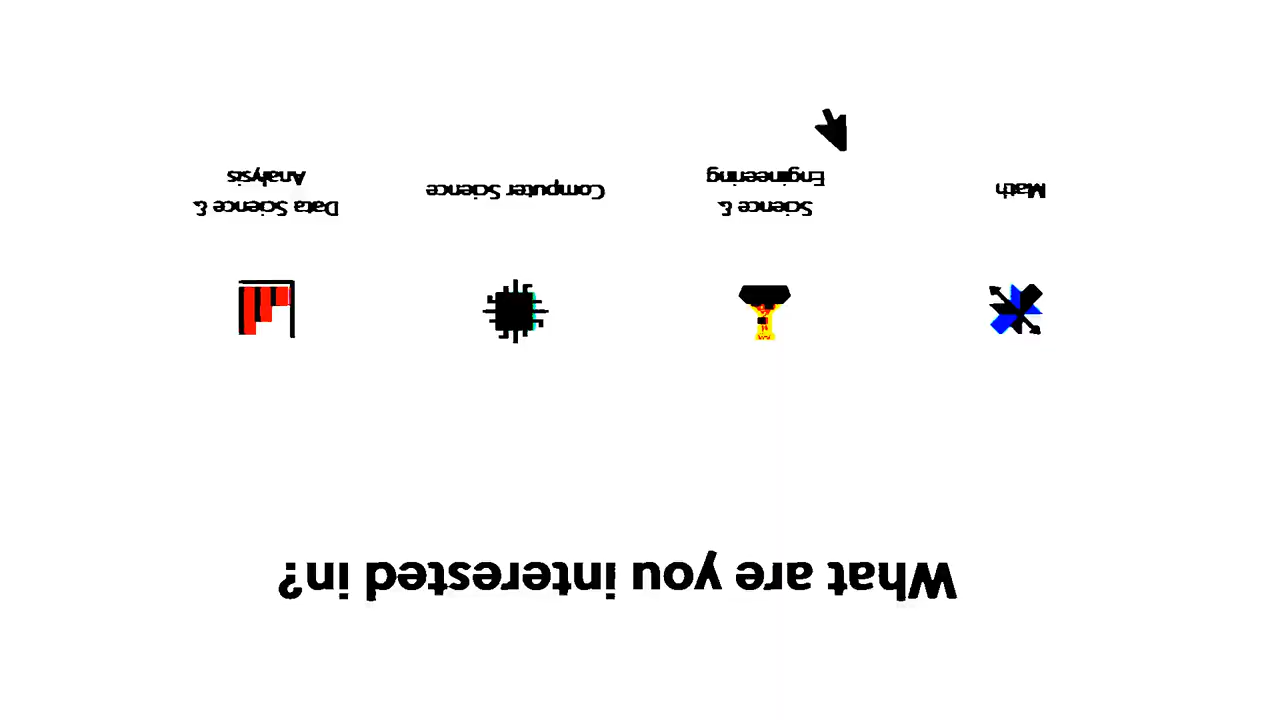 What are you interested in?
Math
Science &
Engineering
Computer Science
Data Science &
Analysis